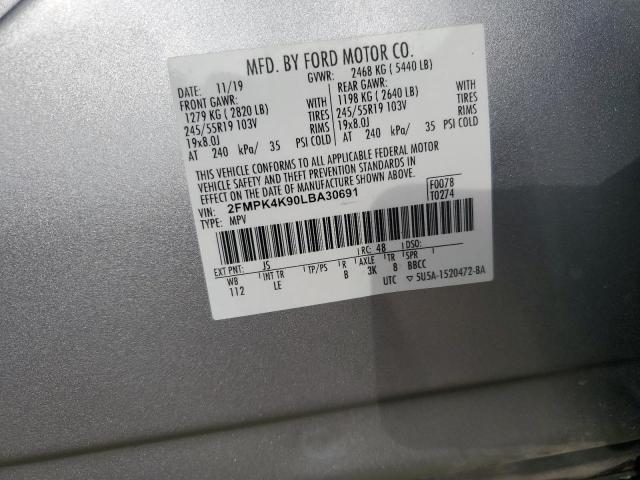 MFD. BY FORD MOTOR CO.
DATE: 11/19 GVWR: 2468 KG ( 5440 LB)
FRONT GAWR: REAR GAWR:
1279 KG ( 2820 LB) WITH 1198 KG ( 2640 LB) WITH
245/55R19 103V TIRES 245/55R19 103V TIRES
19x8.0J RIMS 19x8.0J RIMS
AT 240 kPa/ 35 PSI COLD AT 240 kPa/ 35 PSI COLD
THIS VEHICLE CONFORMS TO ALL APPLICABLE FEDERAL MOTOR
VEHICLE SAFETY AND THEFT PREVENTION STANDARDS IN
EFFECT ON THE DATE OF MANUFACTURE SHOWN ABOVE.
VIN: 2FMPK4K90LBA30691 F0078
TYPE: MPV T0274
EXT PNT: JS RC: 48 DSO:
WB INT TR TP/PS R AXLE TR SPR
112 LE B 3K 8 BBCC
UTC ▽ 5U5A-1520472-BA